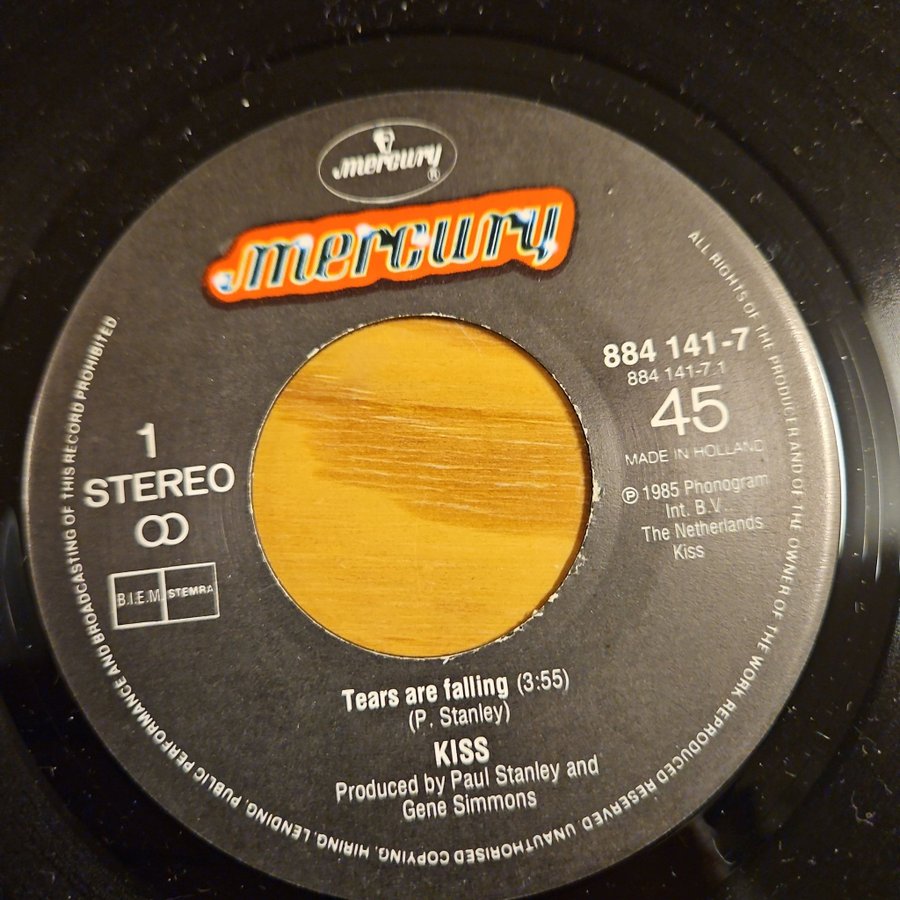 mercury®
mercury
884 141-7
884 141-7.1
45
MADE IN HOLLAND
℗ 1985 Phonogram
Int. B.V.
The Netherlands
Kiss
1
STEREO
B.I.E.M
STEMRA
Tears are falling (3:55)
(P. Stanley)
KISS
Produced by Paul Stanley and
Gene Simmons
ALL RIGHTS OF THE PRODUCER AND OF THE OWNER OF THE WORK REPRODUCED RESERVED UNAUTHORISED COPYING, HIRING, LENDING, PUBLIC PERFORMANCE AND BROADCASTING OF THIS RECORD PROHIBITED